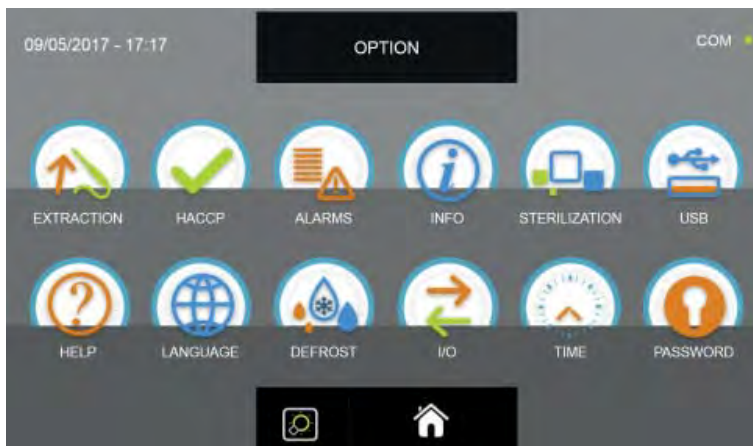 09/05/2017 - 17:17 OPTION COM
EXTRACTION HACCP ALARMS INFO STERILIZATION USB
HELP LANGUAGE DEFROST I/O TIME PASSWORD